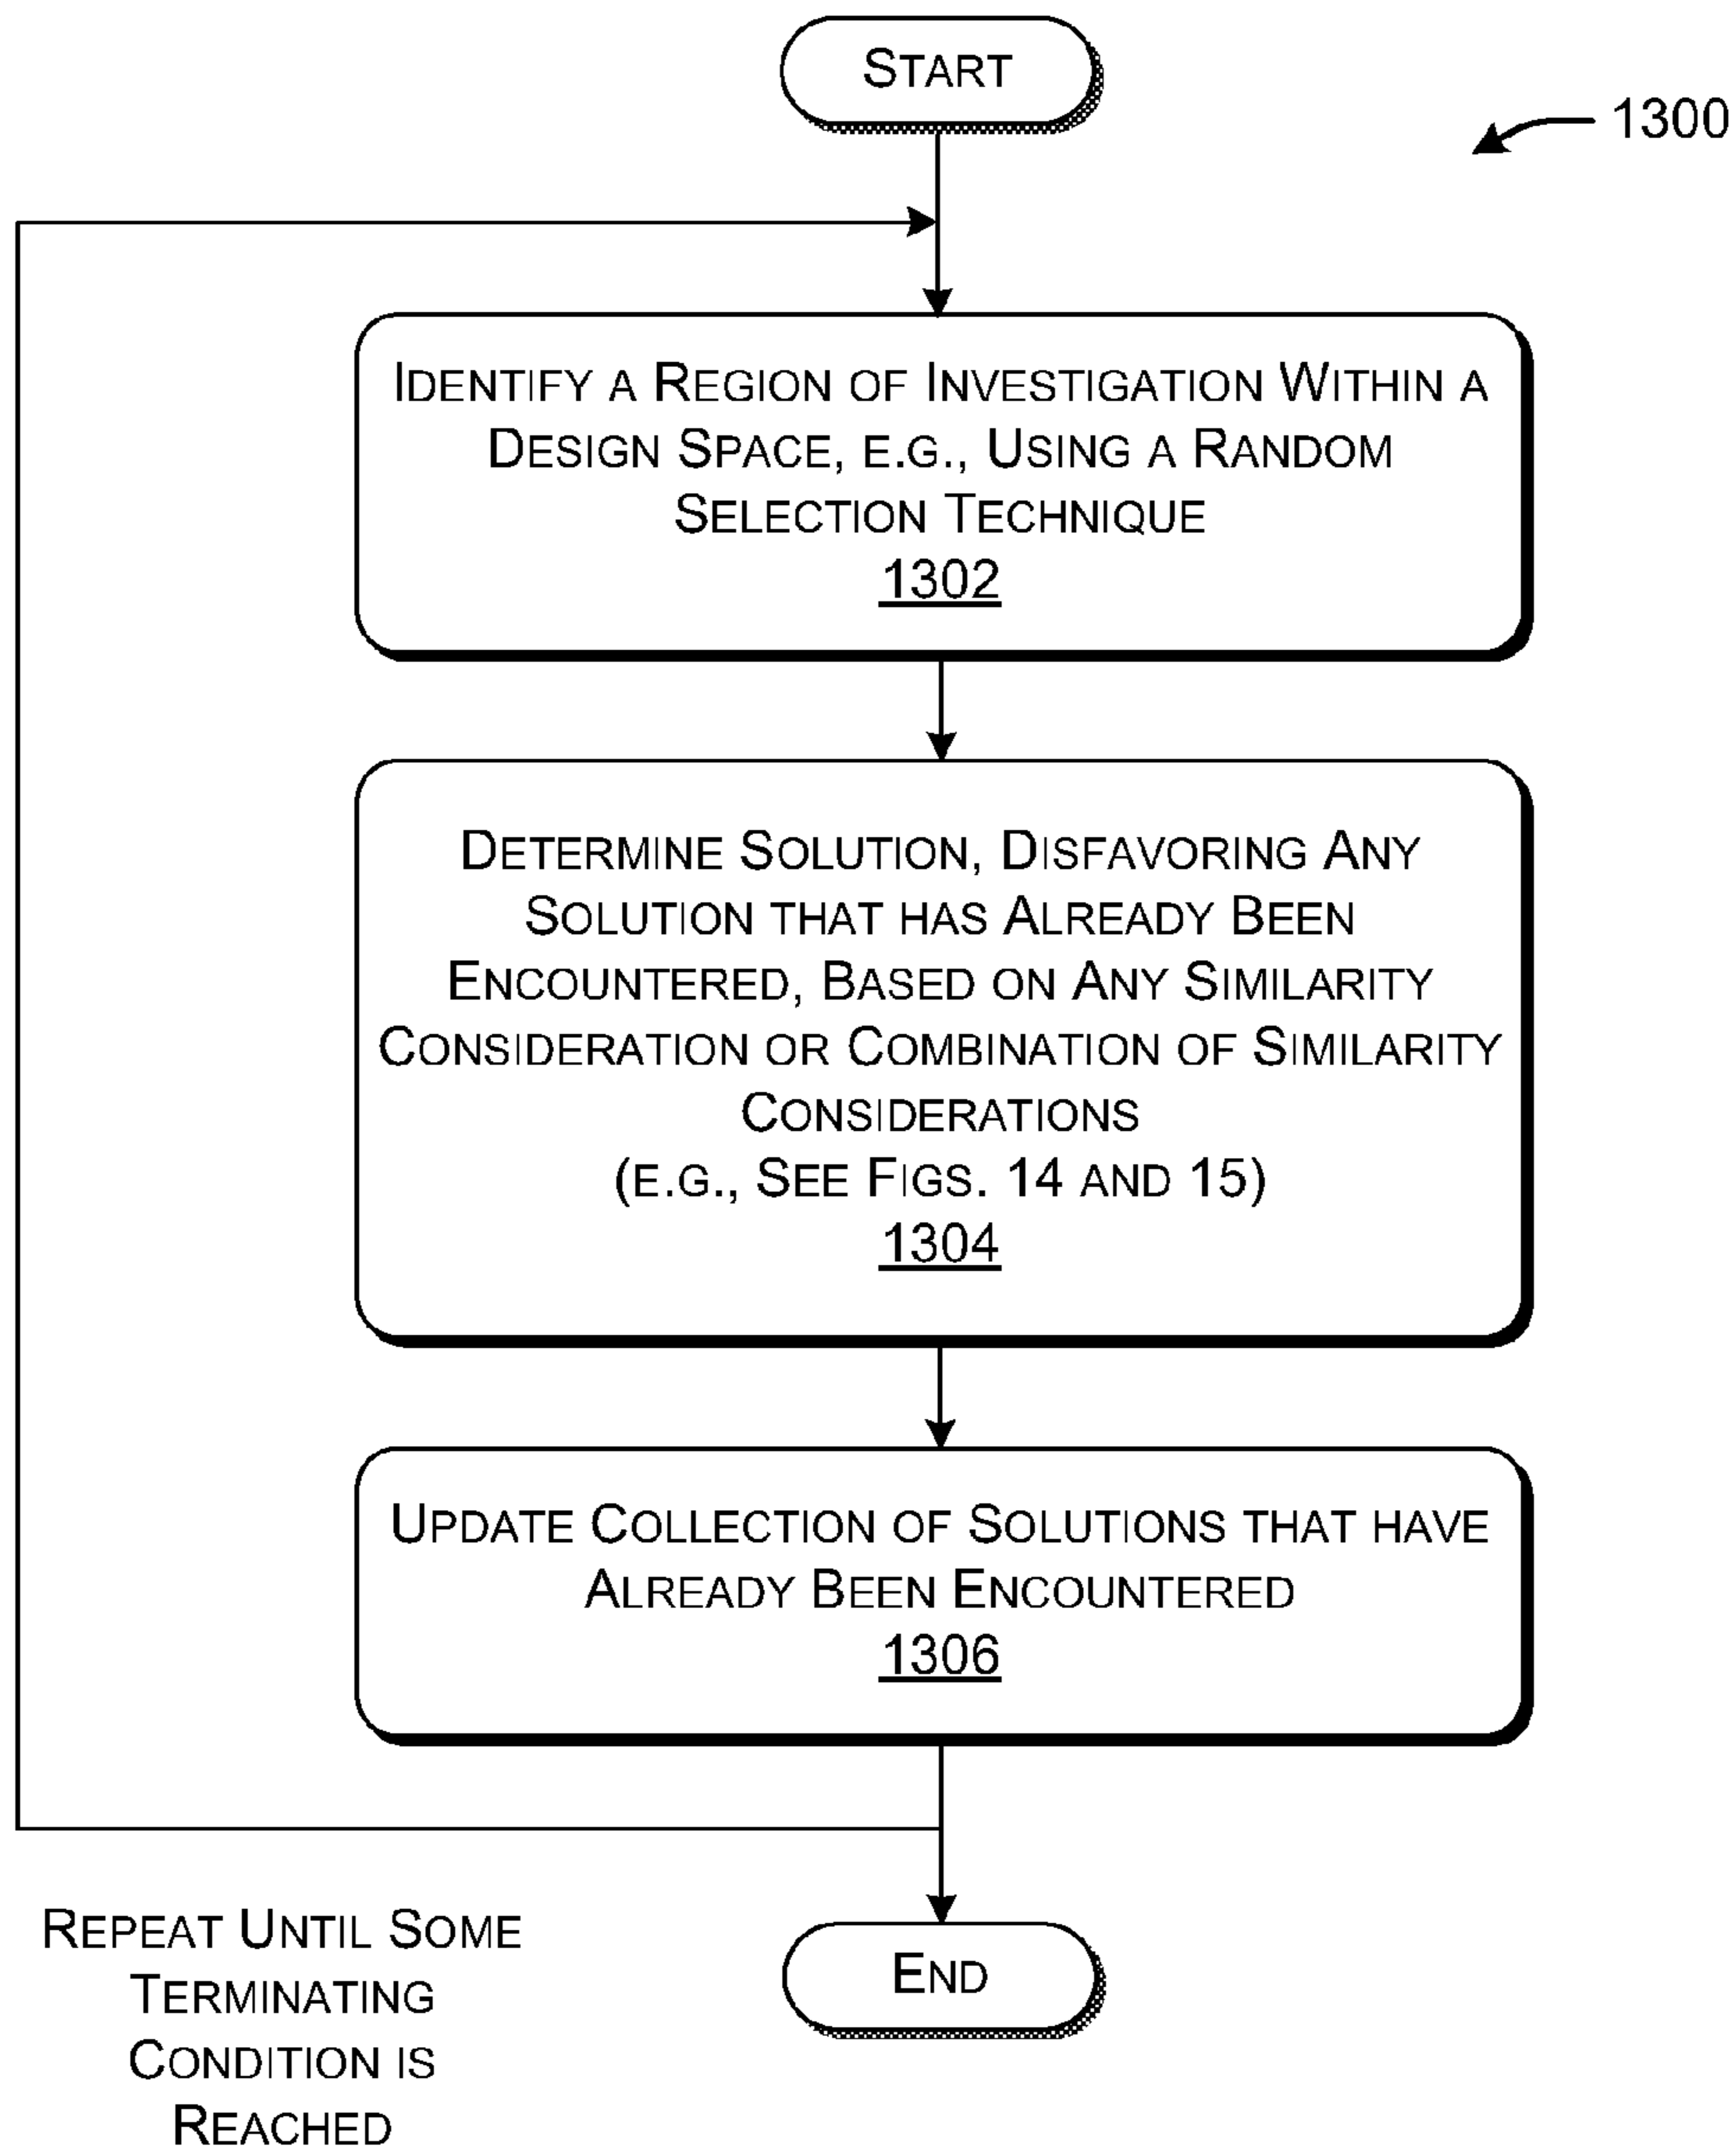 START
1300
IDENTIFY A REGION OF INVESTIGATION WITHIN A
DESIGN SPACE, E.G., USING A RANDOM
SELECTION TECHNIQUE
1302
DETERMINE SOLUTION, DISFAVORING ANY
SOLUTION THAT HAS ALREADY BEEN
ENCOUNTERED, BASED ON ANY SIMILARITY
CONSIDERATION OR COMBINATION OF SIMILARITY
CONSIDERATIONS
(E.G., SEE FIGS. 14 AND 15)
1304
UPDATE COLLECTION OF SOLUTIONS THAT HAVE
ALREADY BEEN ENCOUNTERED
1306
REPEAT UNTIL SOME
TERMINATING
CONDITION IS
REACHED
END